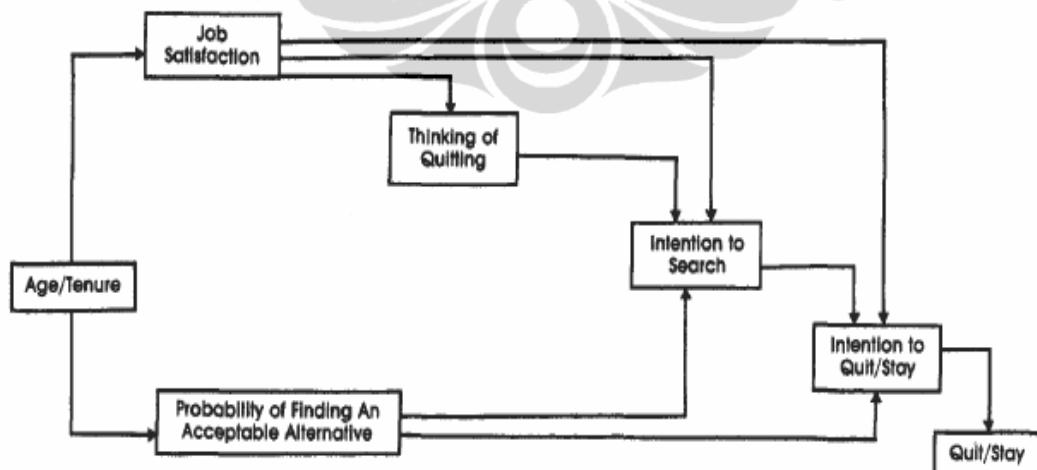 Job
Satisfaction
Thinking of
Quitting
Intention to
Search
Age/Tenure
Intention to
Quit/Stay
Probability of Finding An
Acceptable Alternative
Quit/Stay